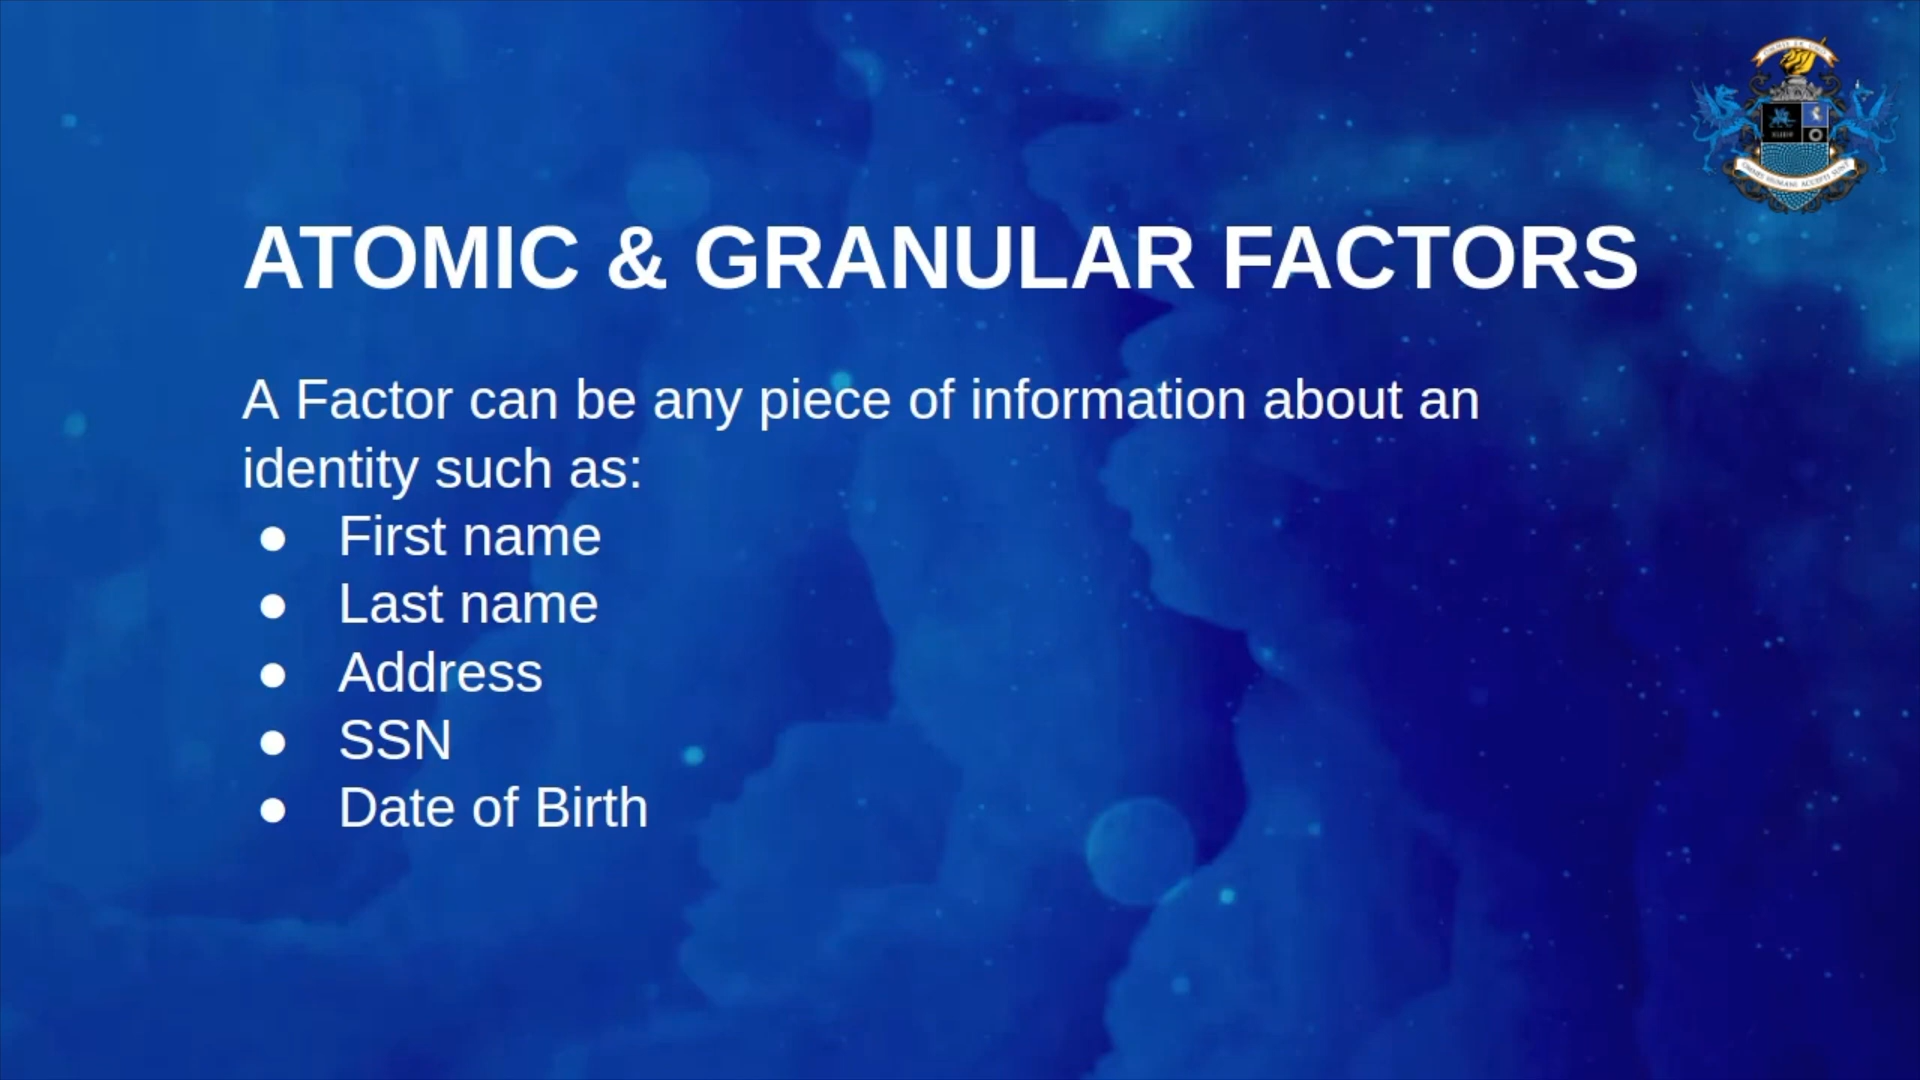 ATOMIC & GRANULAR FACTORS
A Factor can be any piece of information about an
identity such as:
● First name
● Last name
● Address
● SSN
● Date of Birth